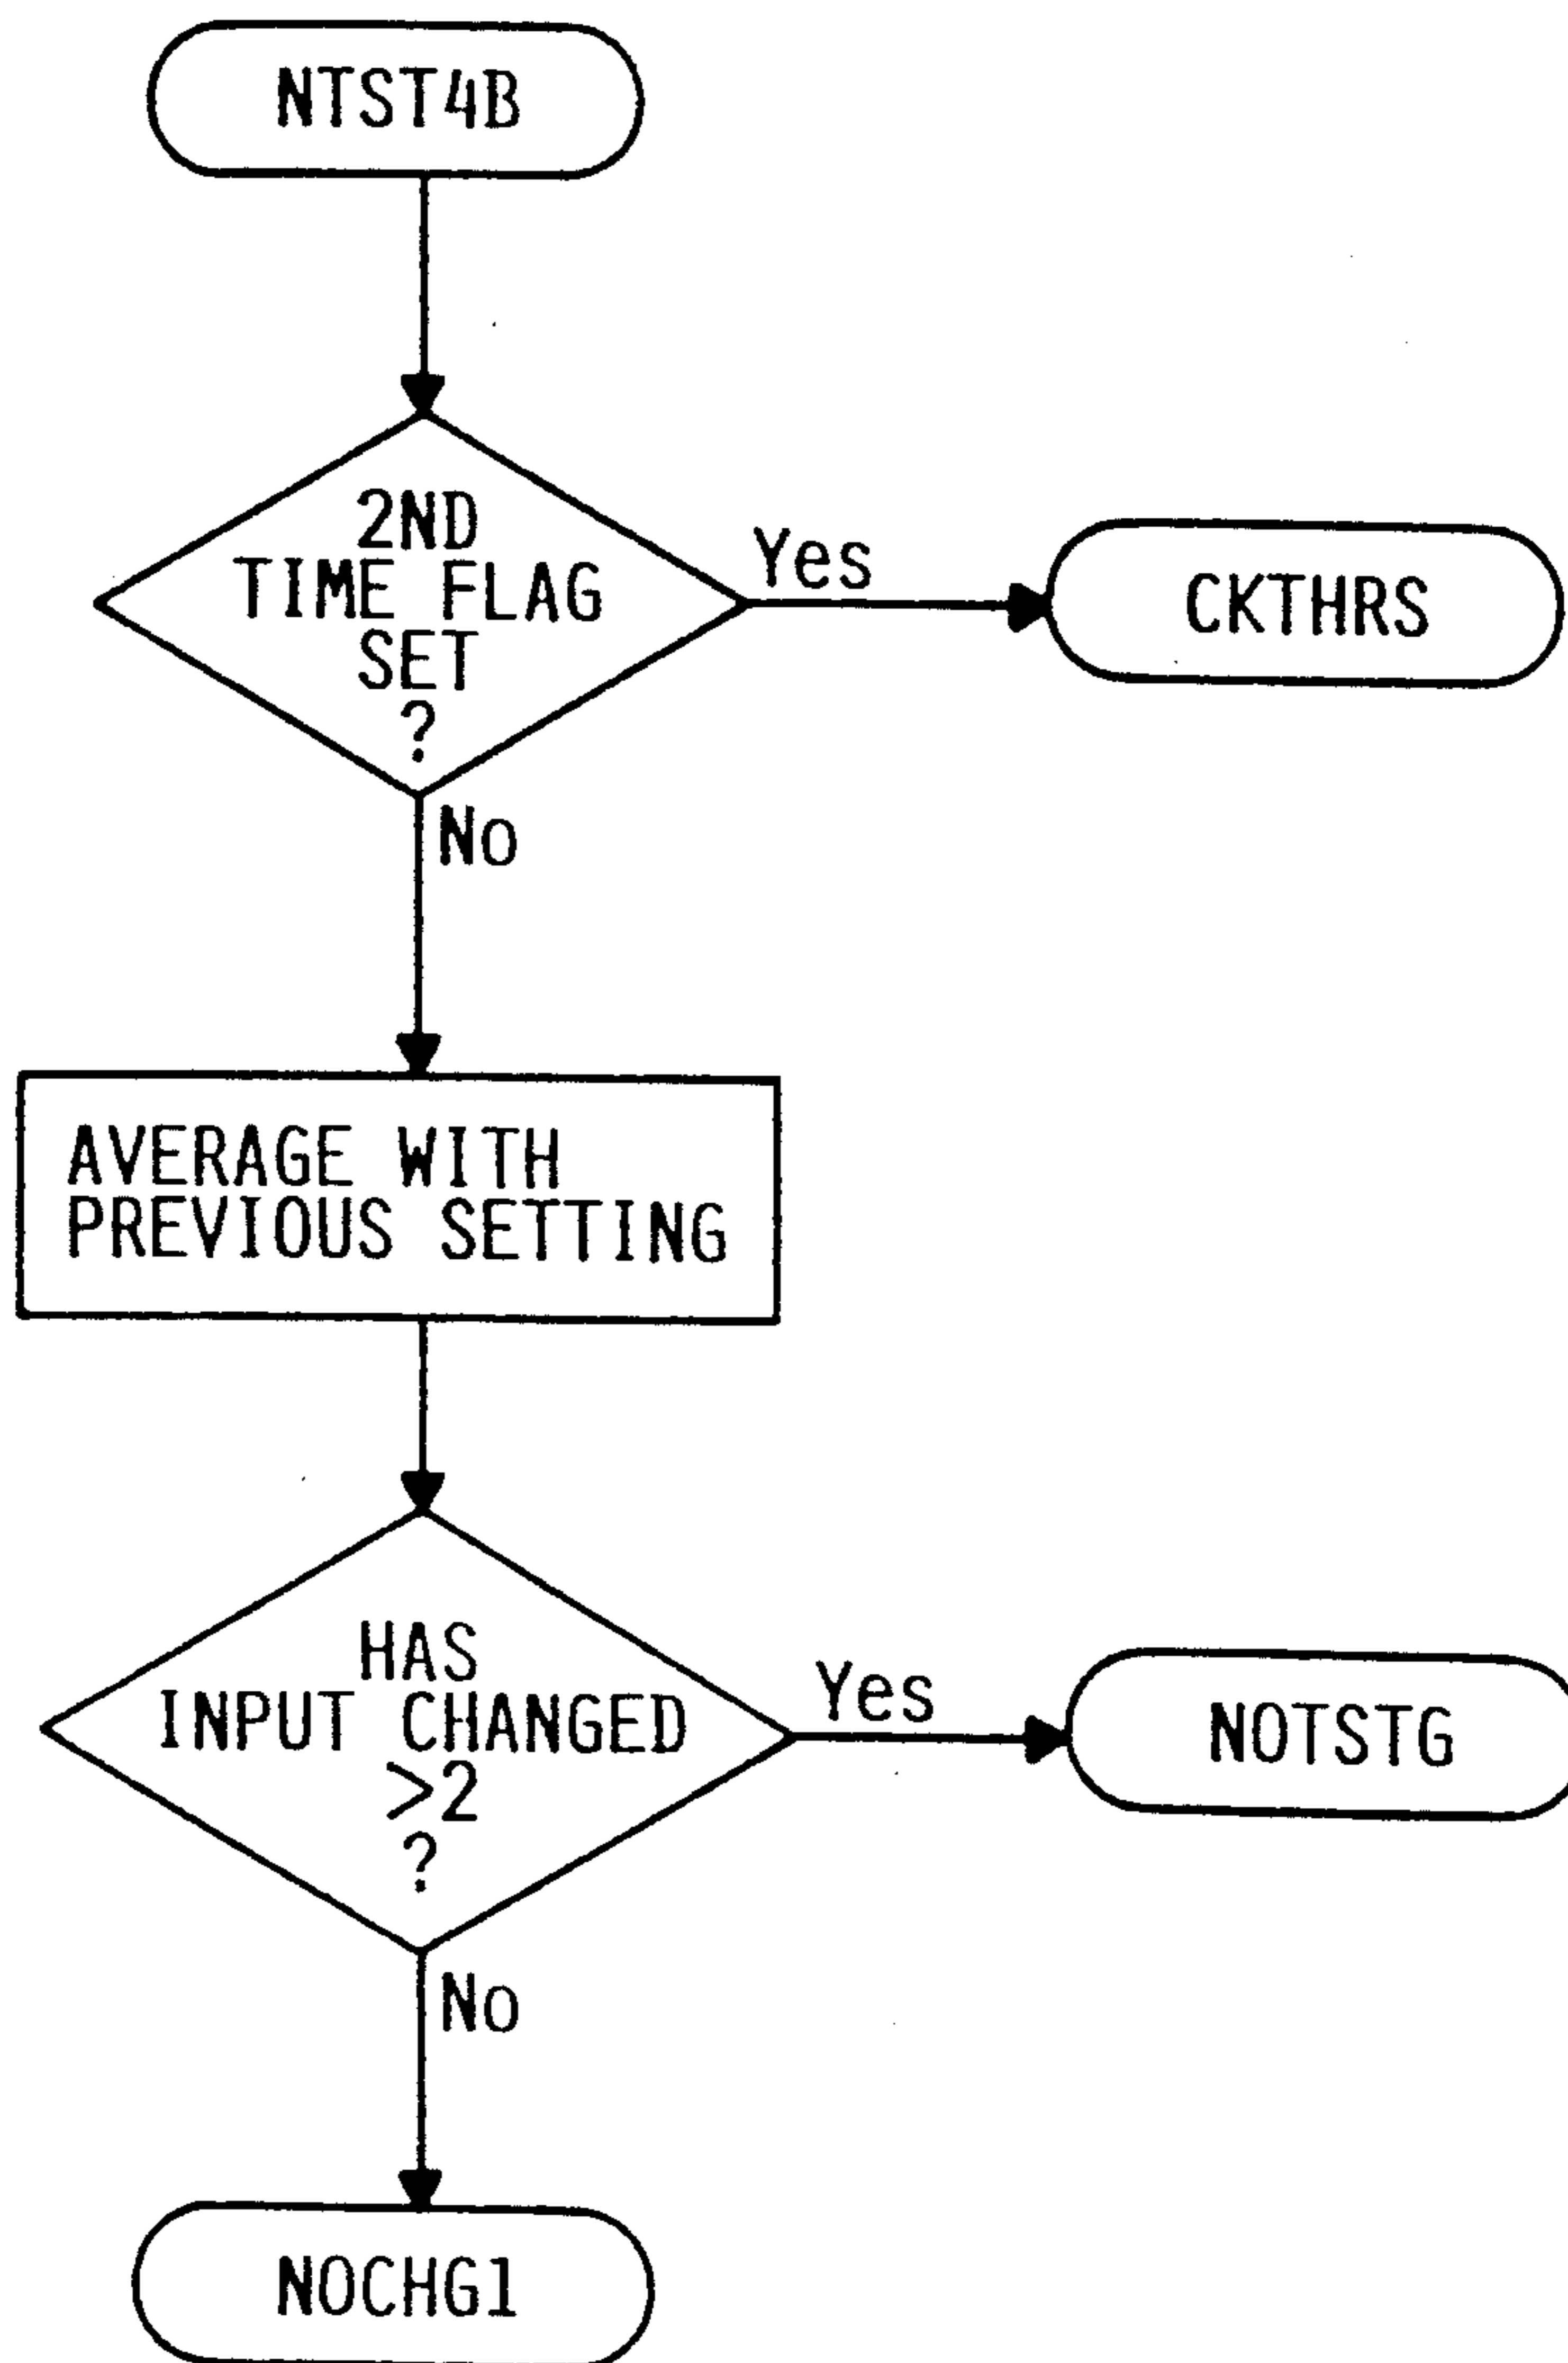 NTST4B
2ND
TIME FLAG
SET
?
Yes
CKTHRS
No
AVERAGE WITH
PREVIOUS SETTING
HAS
INPUT CHANGED
>2
?
Yes
NOTSTG
No
NOCHG1